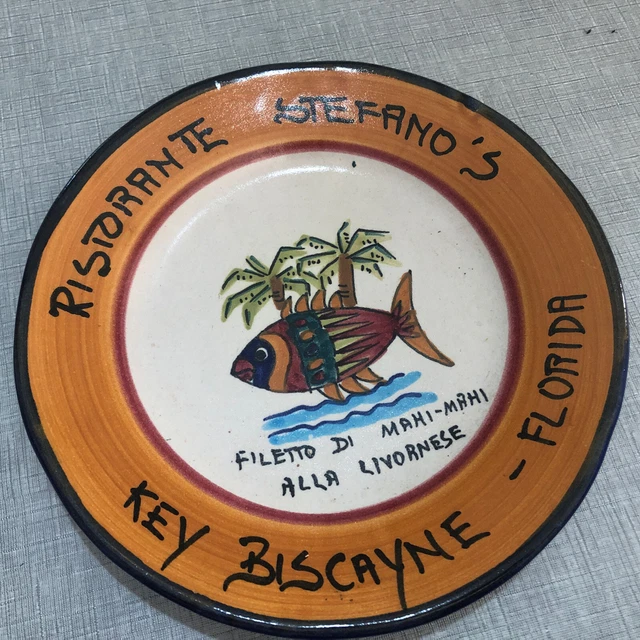 RISTORANTE STEFANO'S
KEY BISCAYNE - FLORIDA
FILETTO DI MAHI-MAHI
ALLA LIVORNESE